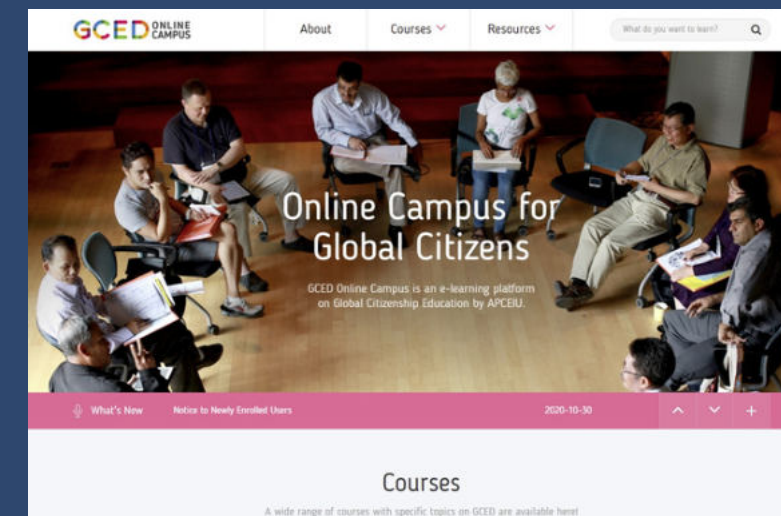 GCED ONLINE CAMPUS
About
Courses
Resources
What do you want to learn?
Online Campus for
Global Citizens
GCED Online Campus is an e-learning platform
on Global Citizenship Education by APCEIU.
What's New
Notice to Newly Enrolled Users
2020-10-30
Courses
A wide range of courses with specific topics on GCED are available here!